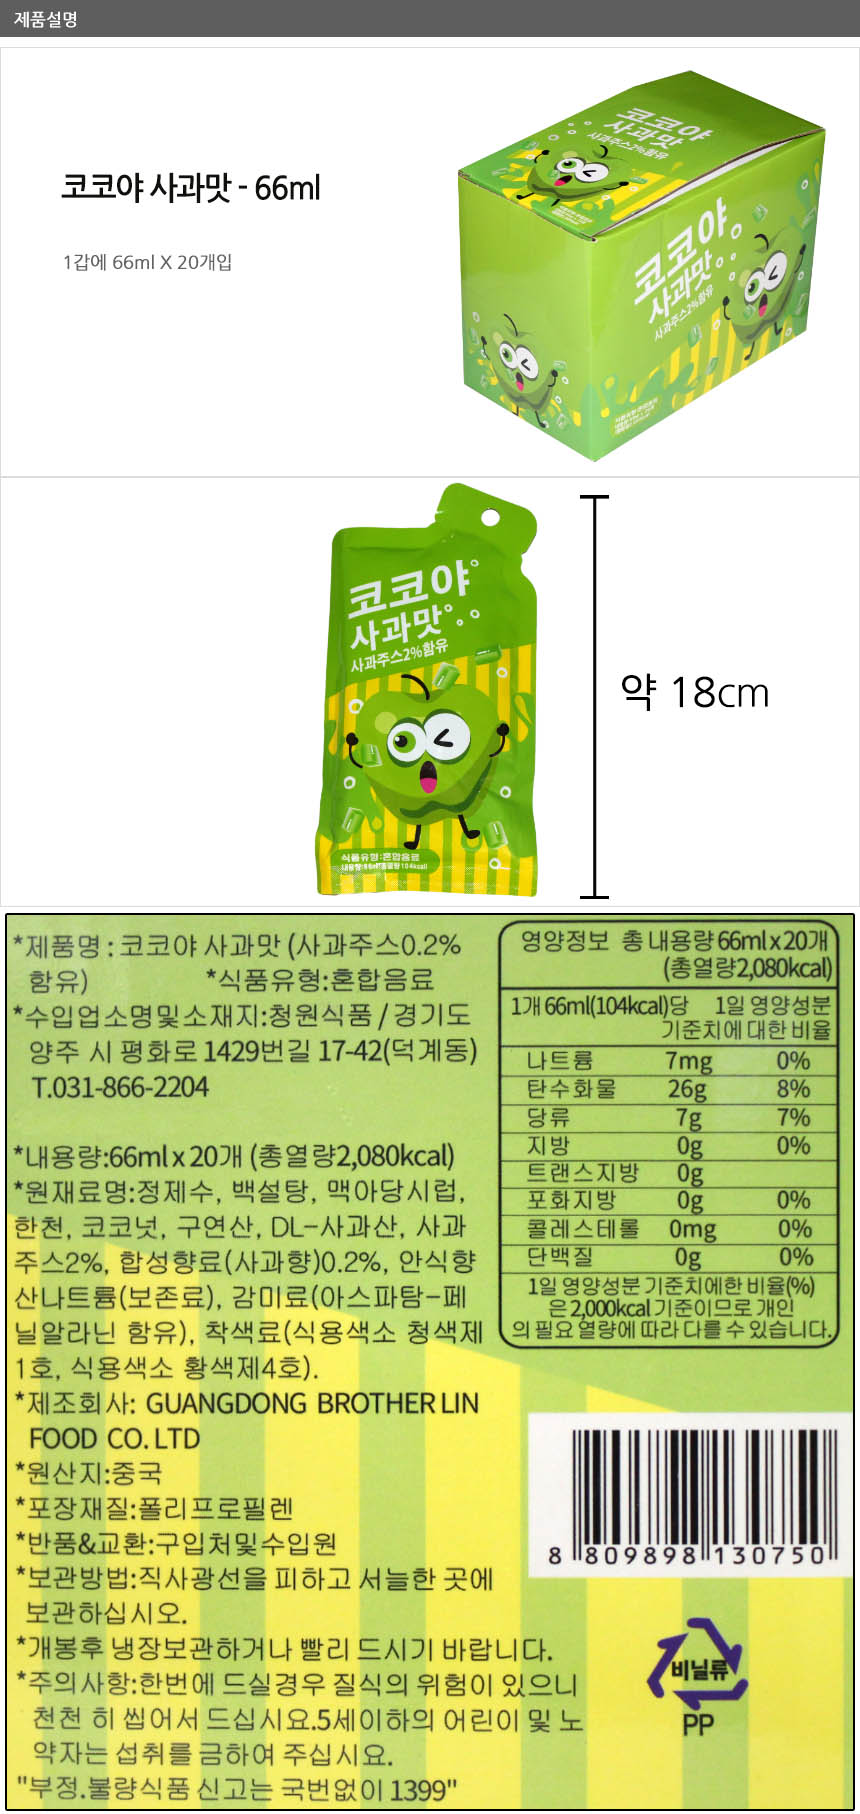 제품설명
코코야 사과맛 - 66ml
1갑에 66ml X 20개입
코코야
사과맛
사과주스2%함유
코코야
사과맛
사과주스2%함유
코코야
사과맛
사과주스2%함유
식품유형:혼합음료
약 18cm
*제품명 : 코코야 사과맛 (사과주스0.2%
함유) *식품유형:혼합음료
*수입업소명및소재지:청원식품 / 경기도
양주 시 평화로 1429번길 17-42(덕계동)
T.031-866-2204
*내용량:66ml x 20개 (총열량2,080kcal)
*원재료명:정제수, 백설탕, 맥아당시럽,
한천, 코코넛, 구연산, DL-사과산, 사과
주스2%, 합성향료(사과향)0.2%, 안식향
산나트륨(보존료), 감미료(아스파탐-페
닐알라닌 함유), 착색료(식용색소 청색제
1호, 식용색소 황색제4호).
*제조회사: GUANGDONG BROTHER LIN
FOOD CO. LTD
*원산지:중국
*포장재질:폴리프로필렌
*반품&교환:구입처및수입원
*보관방법:직사광선을 피하고 서늘한 곳에
보관하십시오.
*개봉후 냉장보관하거나 빨리 드시기 바랍니다.
*주의사항:한번에 드실경우 질식의 위험이 있으니
천천 히 씹어서 드십시요.5세이하의 어린이 및 노
약자는 섭취를 금하여 주십시요.
"부정.불량식품 신고는 국번없이 1399"
영양정보 총 내용량 66ml x 20개
(총열량2,080kcal)
1개 66ml(104kcal)당 1일 영양성분
기준치에 대한 비율
나트륨 7mg 0%
탄수화물 26g 8%
당류 7g 7%
지방 0g 0%
트랜스지방 0g
포화지방 0g 0%
콜레스테롤 0mg 0%
단백질 0g 0%
1일 영양성분 기준치에한 비율(%)
은 2,000kcal 기준이므로 개인
의 필요 열량에 따라 다를 수 있습니다.
8 809898 130750
비닐류
PP